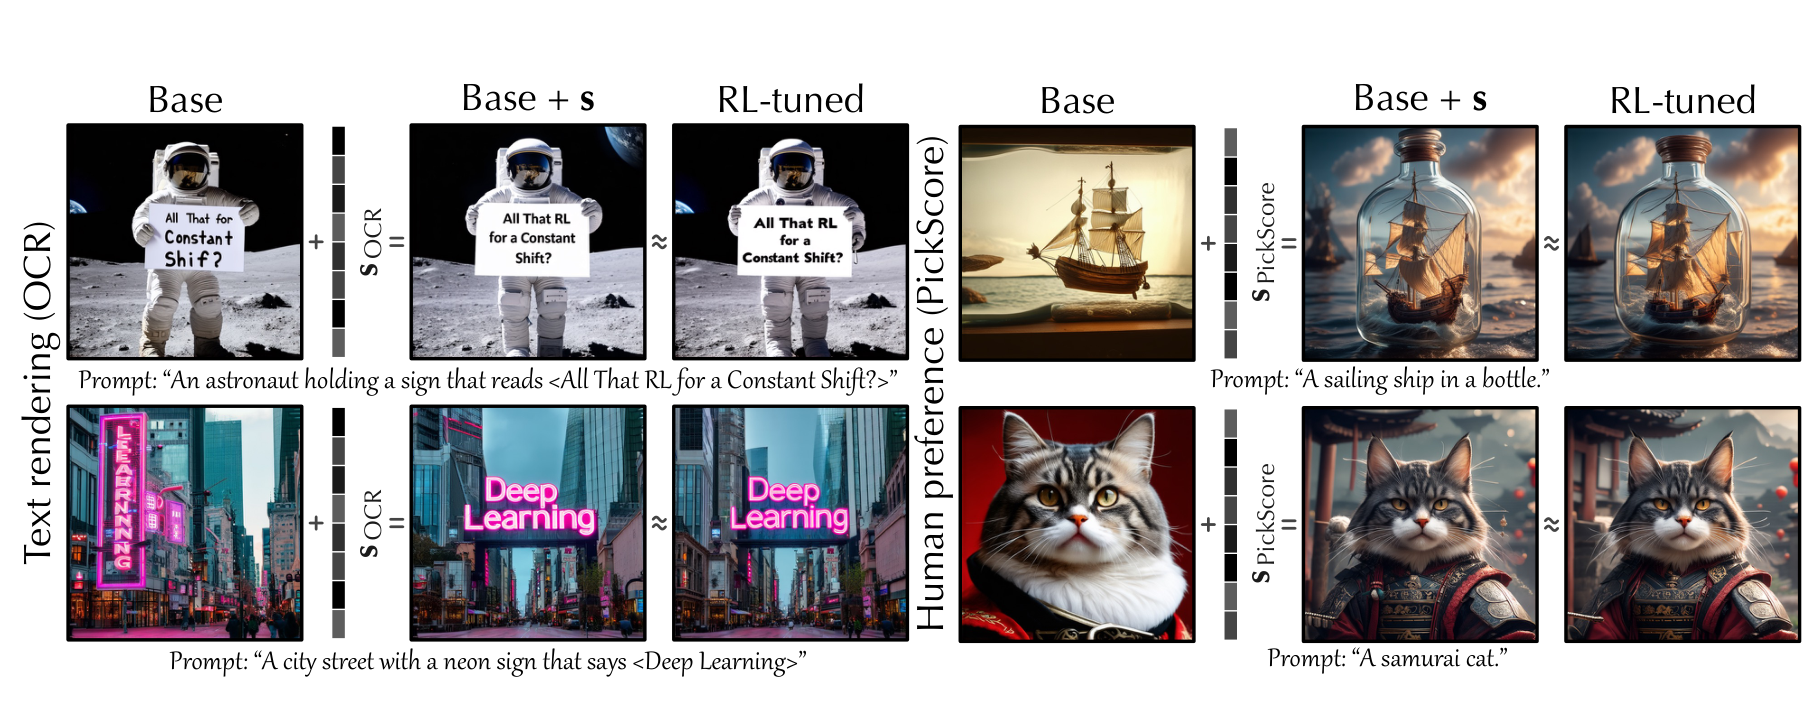 Base
Base + s
RL-tuned
Text rendering (OCR)
All That for
Constant
Shif?
+
s OCR
=
All That RL
for a Constant
Shift?
≈
All That RL
for a
Constant Shift?
Prompt: “An astronaut holding a sign that reads <All That RL for a Constant Shift?>”
LEEABRNNNNG
+
s OCR
=
Deep
Learning
≈
Deep
Learning
Prompt: “A city street with a neon sign that says <Deep Learning>”
Base
Base + s
RL-tuned
Human preference (PickScore)
+
s PickScore
=
≈
Prompt: “A sailing ship in a bottle.”
+
s PickScore
=
≈
Prompt: “A samurai cat.”